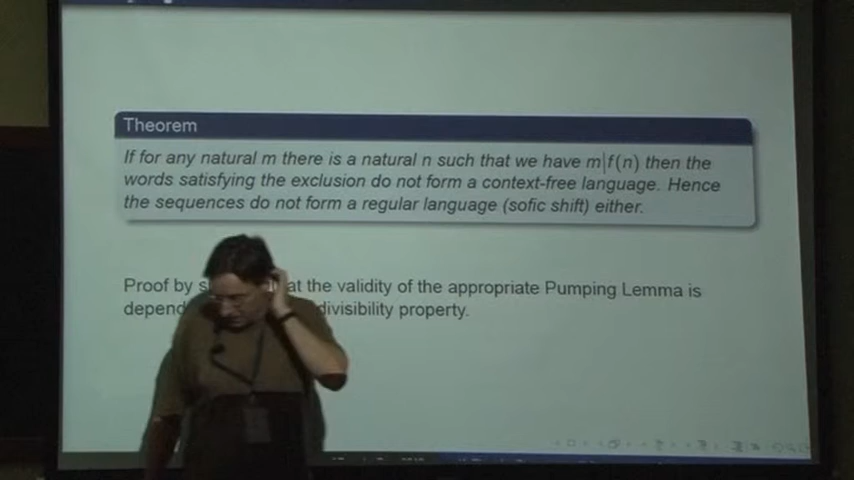 Theorem
If for any natural m there is a natural n such that we have m|f(n) then the
words satisfying the exclusion do not form a context-free language. Hence
the sequences do not form a regular language (sofic shift) either.
Proof by at the validity of the appropriate Pumping Lemma is
divisibility property.